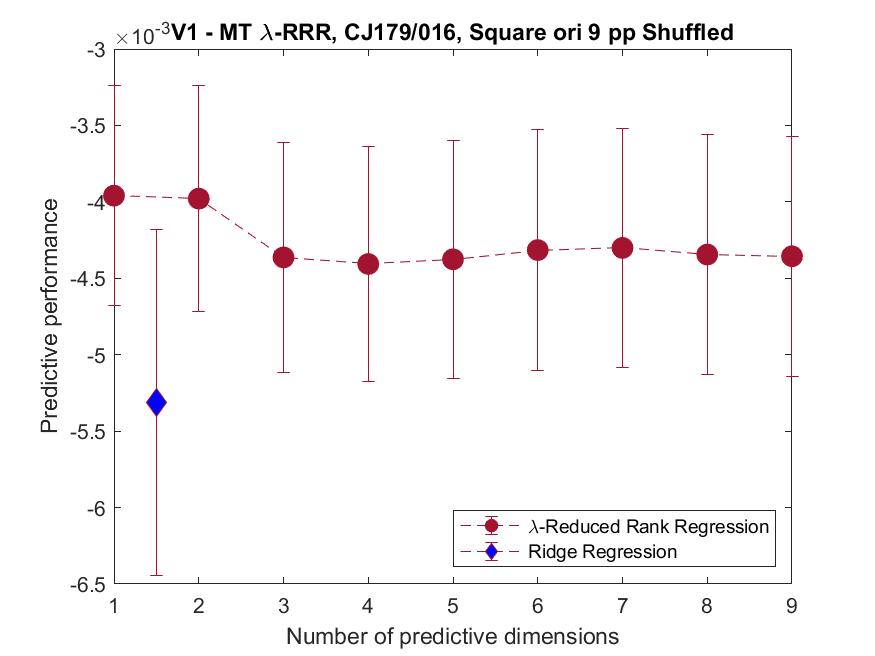 ×10-3
V1 - MT λ-RRR, CJ179/016, Square ori 9 pp Shuffled
-3
-3.5
-4
-4.5
-5
-5.5
-6
-6.5
Predictive performance
λ-Reduced Rank Regression
Ridge Regression
1 2 3 4 5 6 7 8 9
Number of predictive dimensions